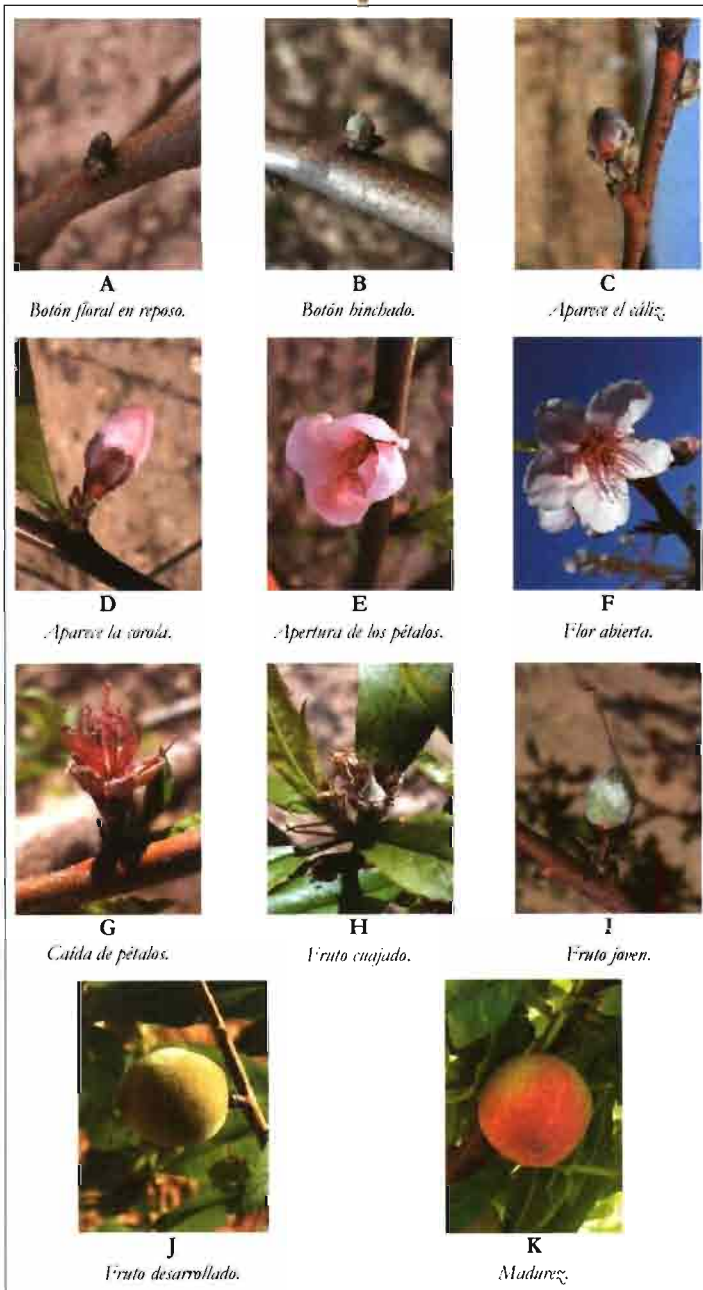 A
B
C
Botón floral en reposo.
Botón hinchado.
Aparece el cáliz.
D
E
F
Aparece la corola.
Apertura de los pétalos.
Flor abierta.
G
H
I
Caída de pétalos.
Fruto cuajado.
Fruto joven.
J
K
Fruto desarrollado.
Madurez.